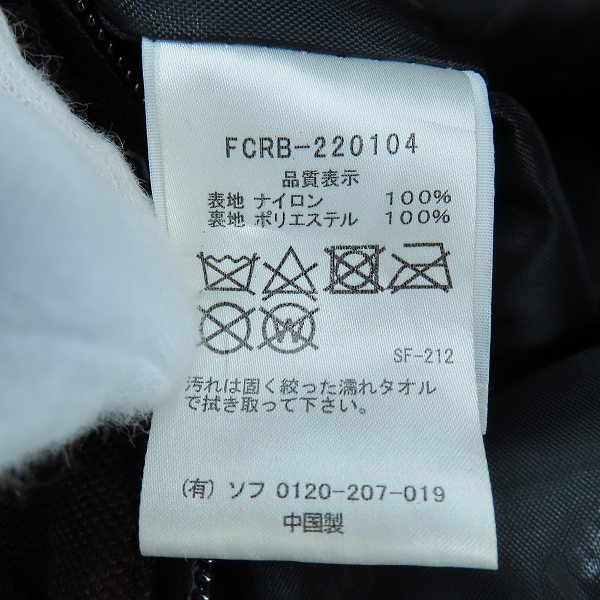 FCRB-220104
品質表示
表地 ナイロン 100%
裏地 ポリエステル 100%
W
SF-212
汚れは固く絞った濡れタオル
で拭き取って下さい。
(有) ソフ 0120-207-019
中国製